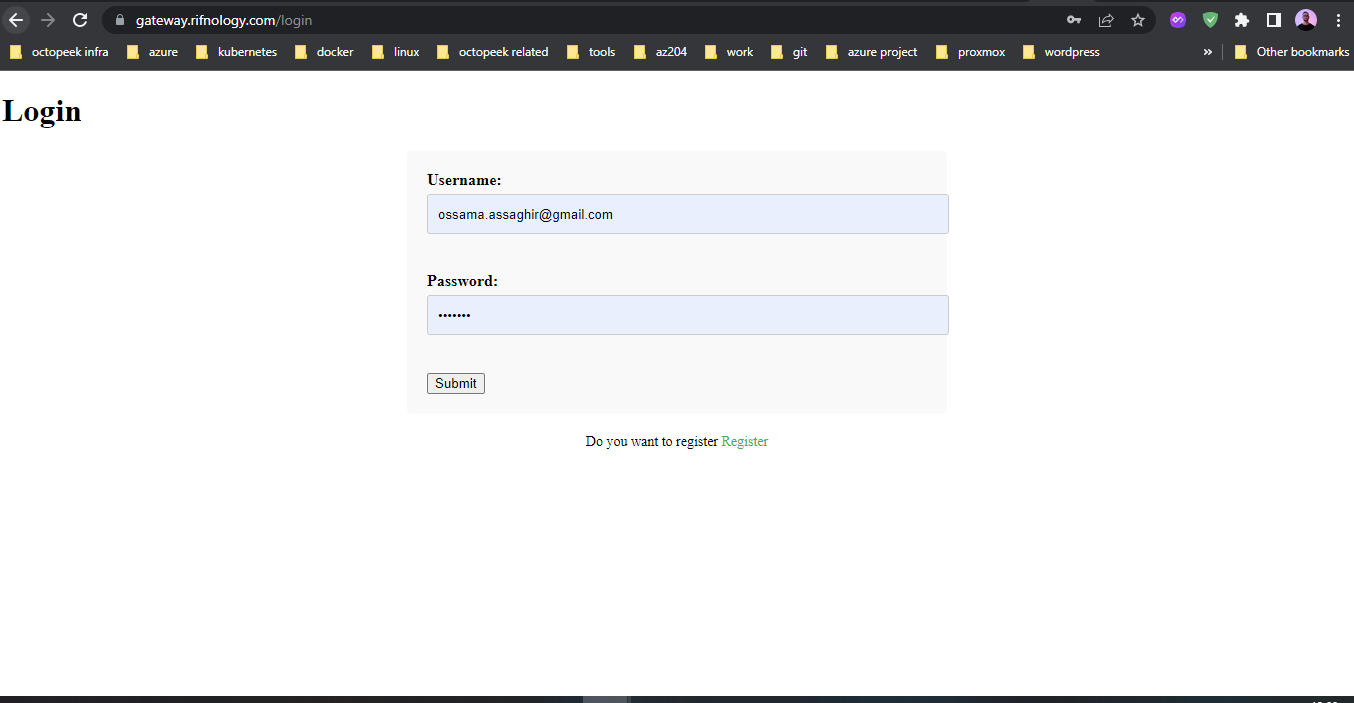 gateway.rifnology.com/login
octopeek infra azure kubernetes docker linux octopeek related tools az204 work git azure project proxmox wordpress » Other bookmarks
Login
Username:
ossama.assaghir@gmail.com
Password:
•••••••
Submit
Do you want to register Register